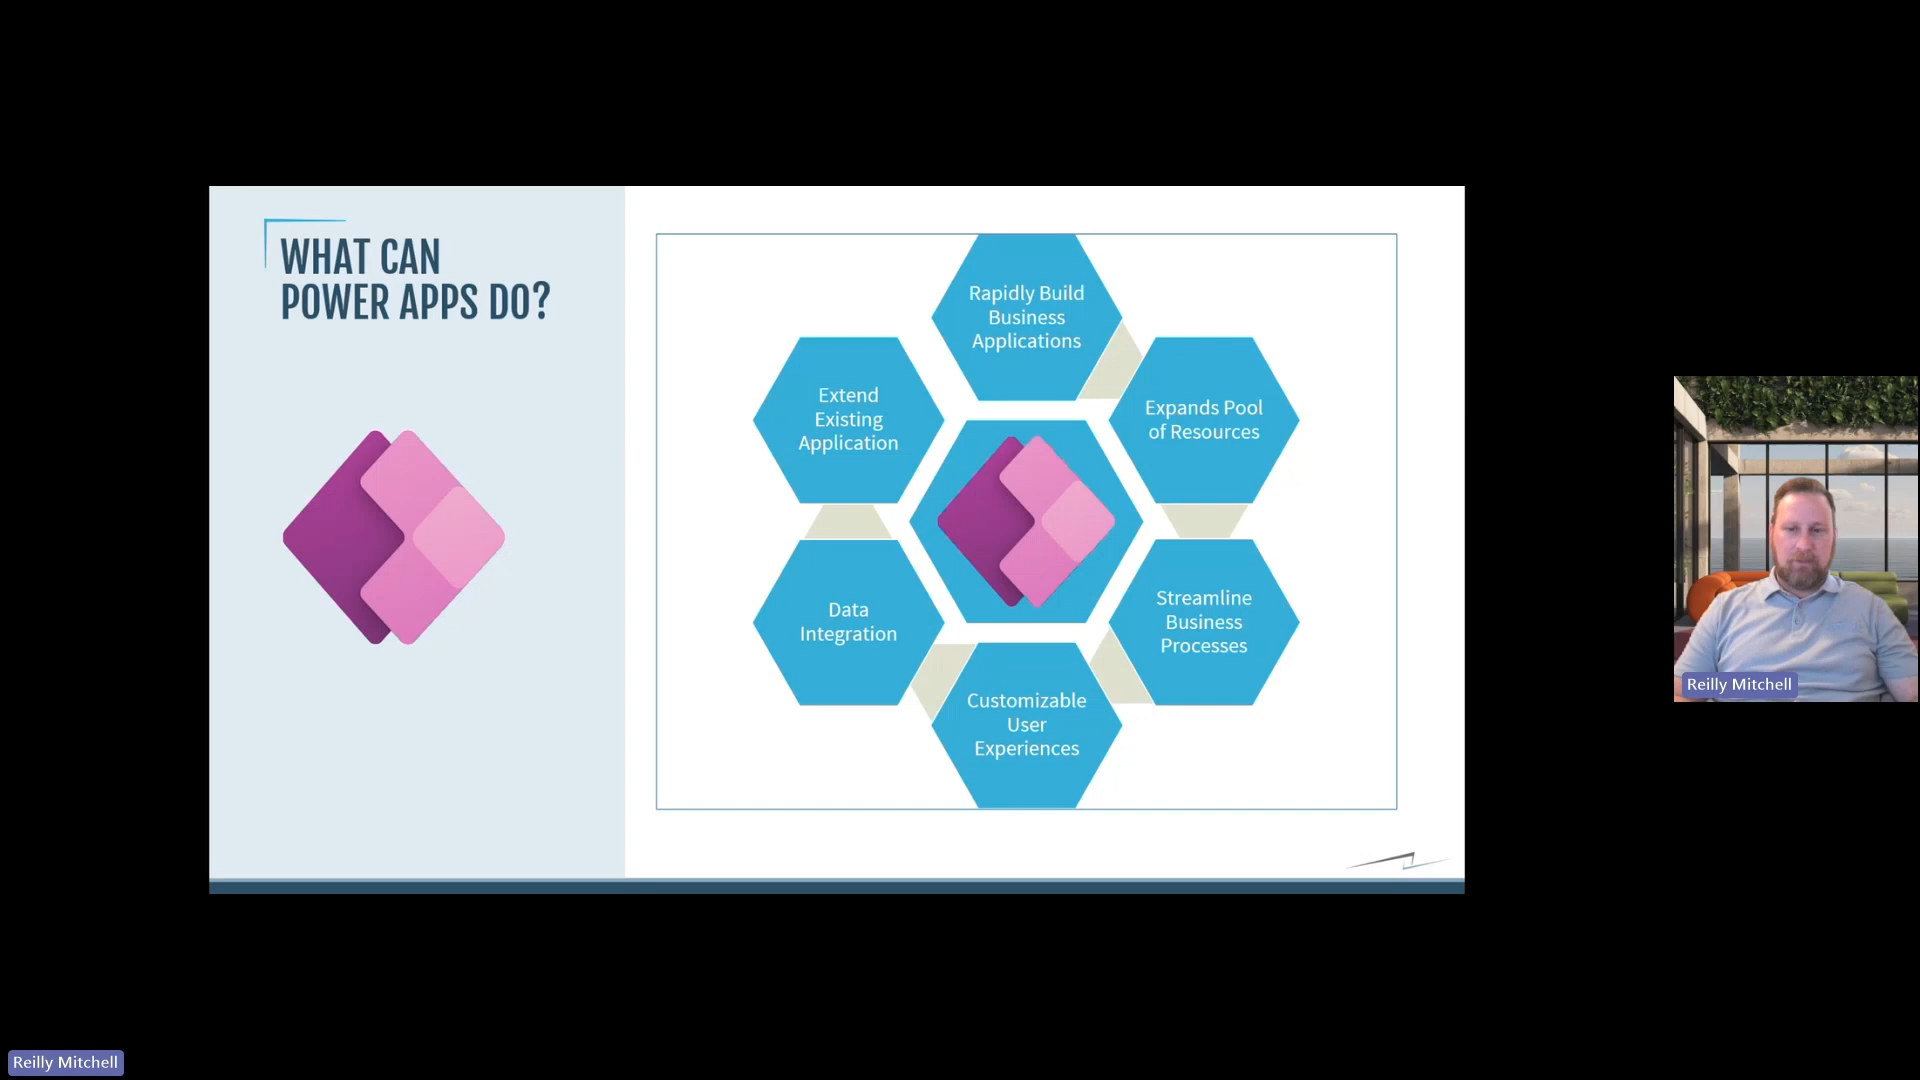 WHAT CAN
POWER APPS DO?
Rapidly Build
Business
Applications
Expands Pool
of Resources
Streamline
Business
Processes
Customizable
User
Experiences
Data
Integration
Extend
Existing
Application
Reilly Mitchell
Reilly Mitchell